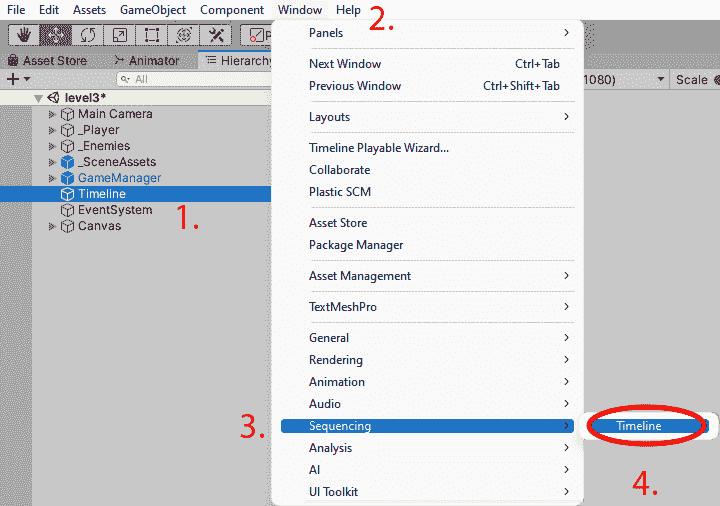 File Edit Assets GameObject Component Window Help
2.
Asset Store Animator Hierarchy
All
1080) Scale
level3*
Main Camera
_Player
_Enemies
_SceneAssets
GameManager
Timeline
EventSystem
Canvas
1.
Panels
Next Window Ctrl+Tab
Previous Window Ctrl+Shift+Tab
Layouts
Timeline Playable Wizard...
Collaborate
Plastic SCM
Asset Store
Package Manager
Asset Management
TextMeshPro
General
Rendering
Animation
Audio
3.
Sequencing
Analysis
AI
UI Toolkit
Timeline
4.